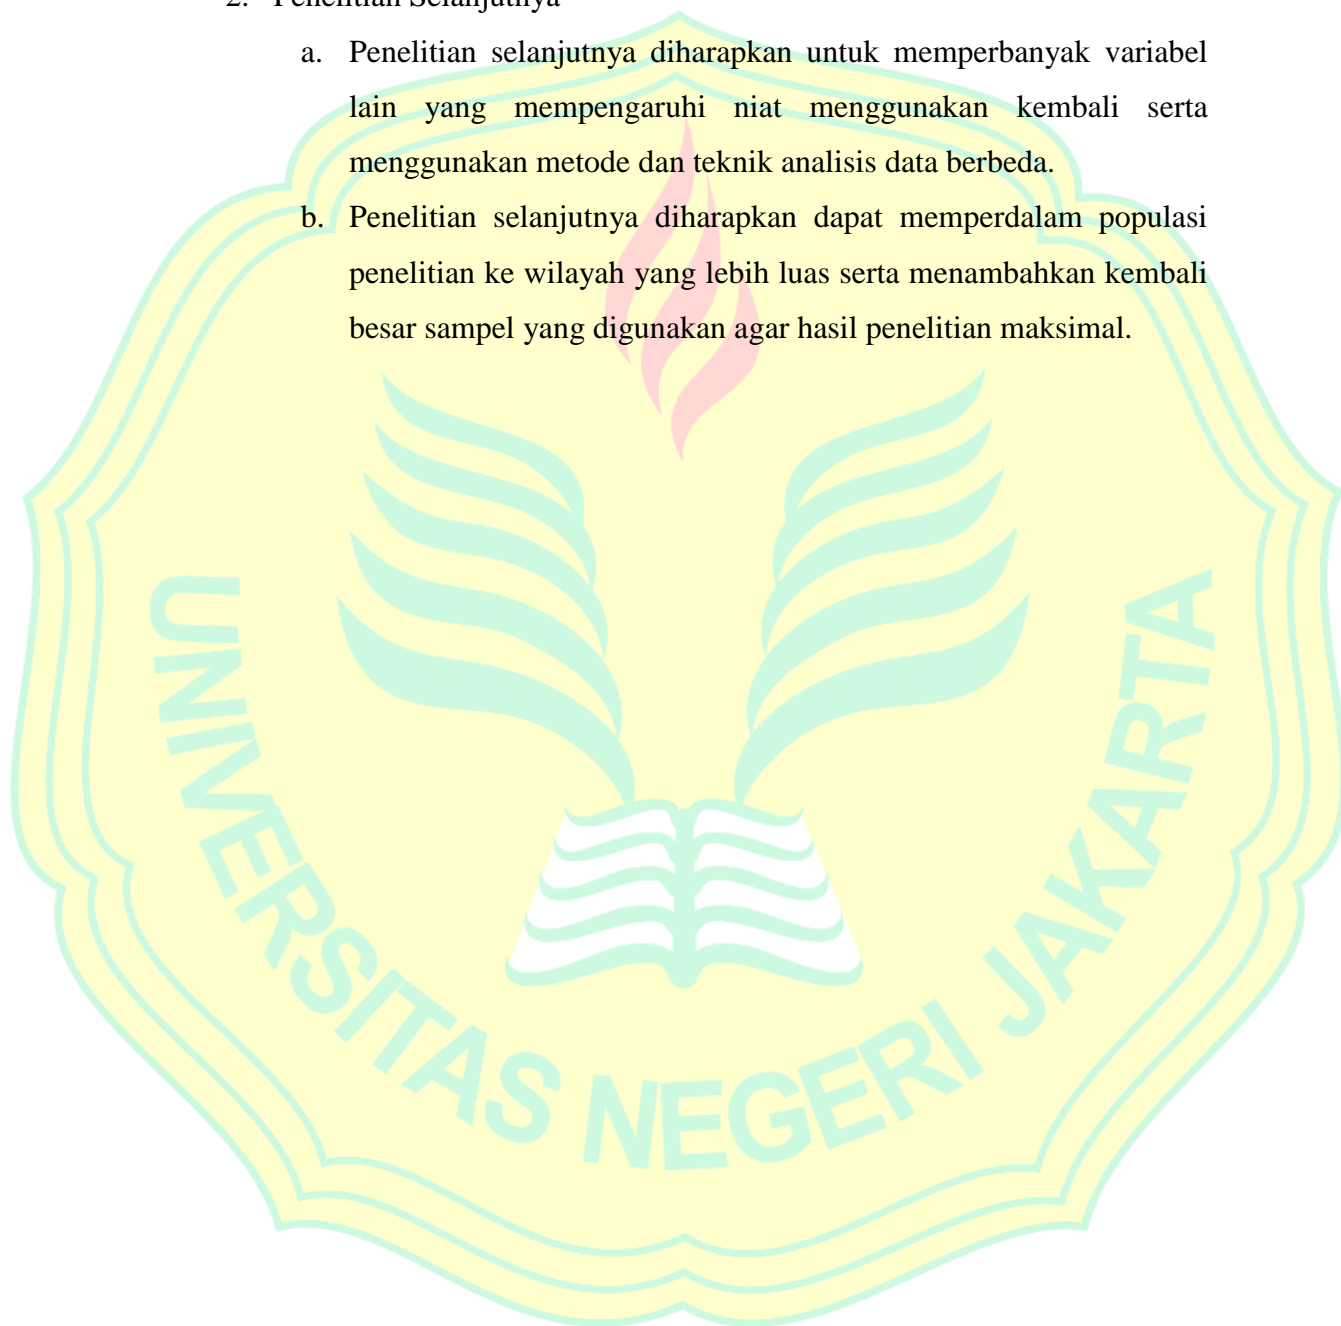 2. Penelitian Selanjutnya
a. Penelitian selanjutnya diharapkan untuk memperbanyak variabel
lain yang mempengaruhi niat menggunakan kembali serta
menggunakan metode dan teknik analisis data berbeda.
b. Penelitian selanjutnya diharapkan dapat memperdalam populasi
penelitian ke wilayah yang lebih luas serta menambahkan kembali
besar sampel yang digunakan agar hasil penelitian maksimal.
UNIVERSITAS NEGERI JAKARTA